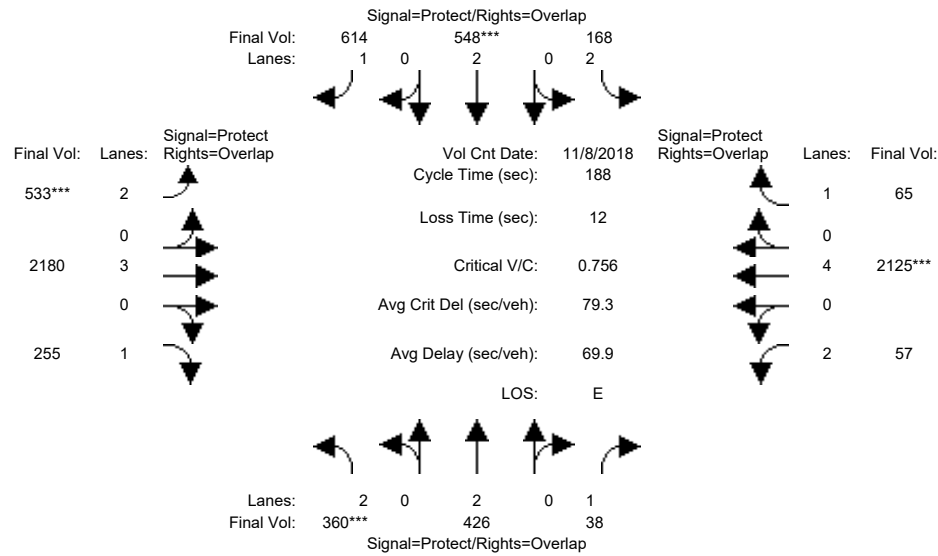 Signal=Protect/Rights=Overlap
Final Vol: 614 548*** 168
Lanes: 1 0 2 0 2
Signal=Protect
Final Vol: Lanes: Rights=Overlap
Vol Cnt Date: 11/8/2018
Signal=Protect
Rights=Overlap Lanes: Final Vol:
Cycle Time (sec): 188
533*** 2
1 65
Loss Time (sec): 12
0
0
2180 3
Critical V/C: 0.756
4 2125***
0
Avg Crit Del (sec/veh): 79.3
0
255 1
Avg Delay (sec/veh): 69.9
2 57
LOS: E
Lanes: 2 0 2 0 1
Final Vol: 360*** 426 38
Signal=Protect/Rights=Overlap